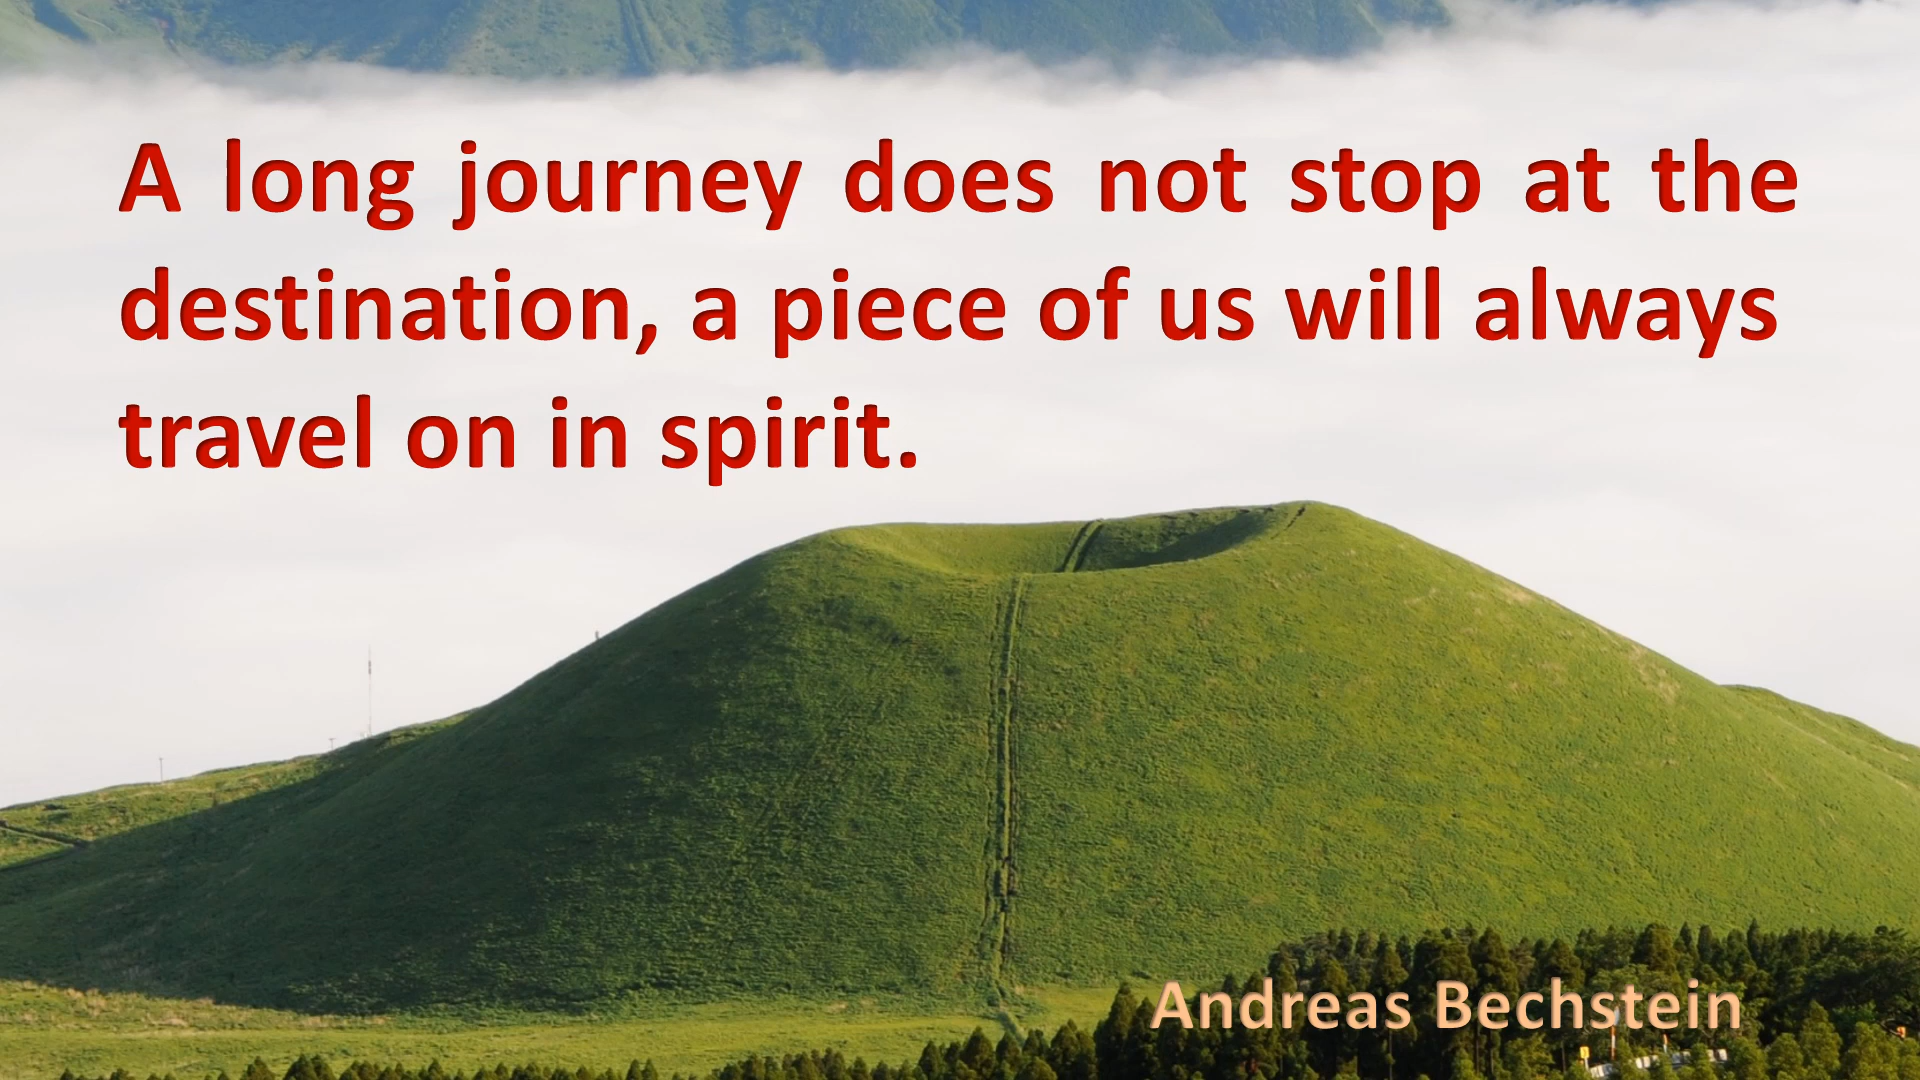 A long journey does not stop at the
destination, a piece of us will always
travel on in spirit.
Andreas Bechstein